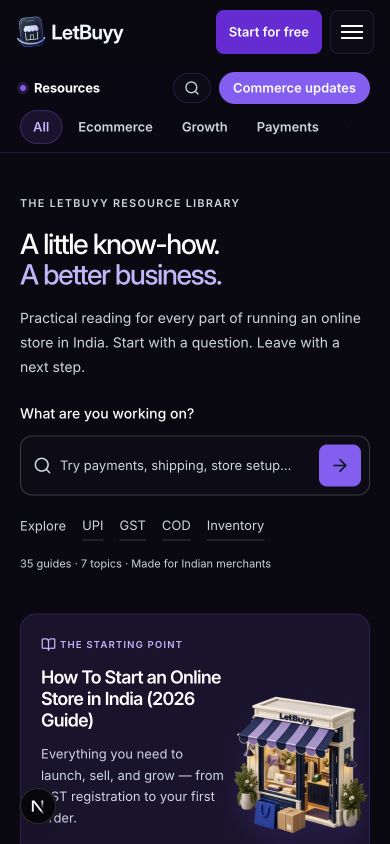 LetBuyy
Start for free
Resources
Commerce updates
All Ecommerce Growth Payments
THE LETBUYY RESOURCE LIBRARY
A little know-how.
A better business.
Practical reading for every part of running an online
store in India. Start with a question. Leave with a
next step.
What are you working on?
Try payments, shipping, store setup...
Explore UPI GST COD Inventory
35 guides · 7 topics · Made for Indian merchants
THE STARTING POINT
How To Start an Online
Store in India (2026
Guide)
Everything you need to
launch, sell, and grow — from
ST registration to your first
rder.
N
LetBuyy